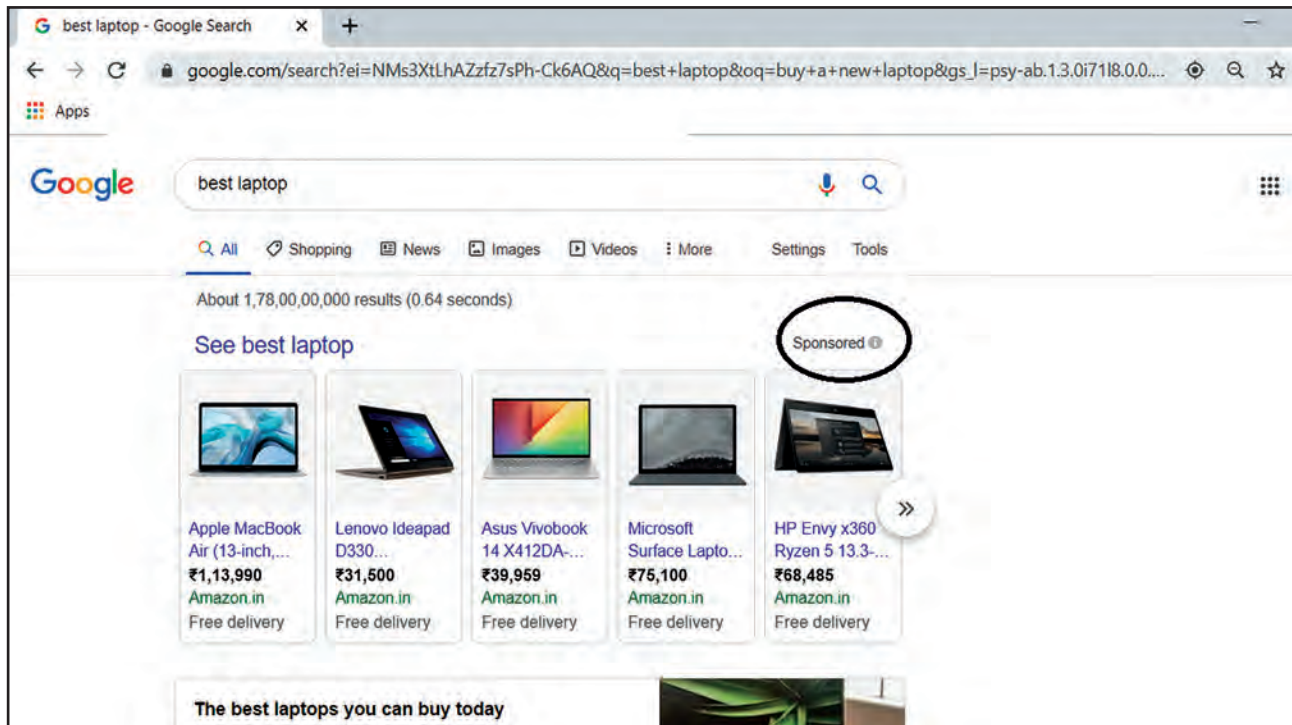 best laptop - Google Search
google.com/search?ei=NMs3XtLhAZzfz7sPh-Ck6AQ&q=best+laptop&oq=buy+a+new+laptop&gs_l=psy-ab.1.3.0i71l8.0.0....
Apps
Google
best laptop
All Shopping News Images Videos More Settings Tools
About 1,78,00,00,000 results (0.64 seconds)
See best laptop
Sponsored
Apple MacBook
Air (13-inch,...
₹1,13,990
Amazon.in
Free delivery
Lenovo Ideapad
D330...
₹31,500
Amazon.in
Free delivery
Asus Vivobook
14 X412DA-...
₹39,959
Amazon.in
Free delivery
Microsoft
Surface Lapto...
₹75,100
Amazon.in
Free delivery
HP Envy x360
Ryzen 5 13.3-...
₹68,485
Amazon.in
Free delivery
The best laptops you can buy today